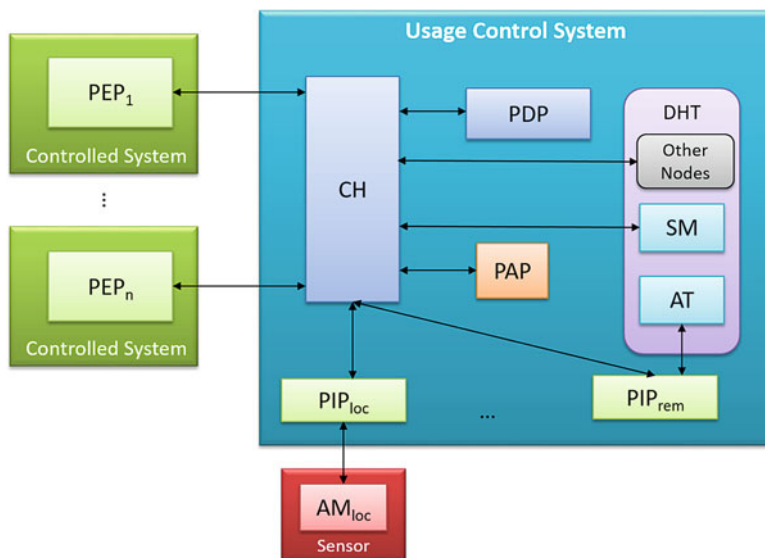 Usage Control System
PEP1
Controlled System
...
PEPn
Controlled System
CH
PDP
PAP
DHT
Other
Nodes
SM
AT
PIPloc
...
PIPrem
AMloc
Sensor